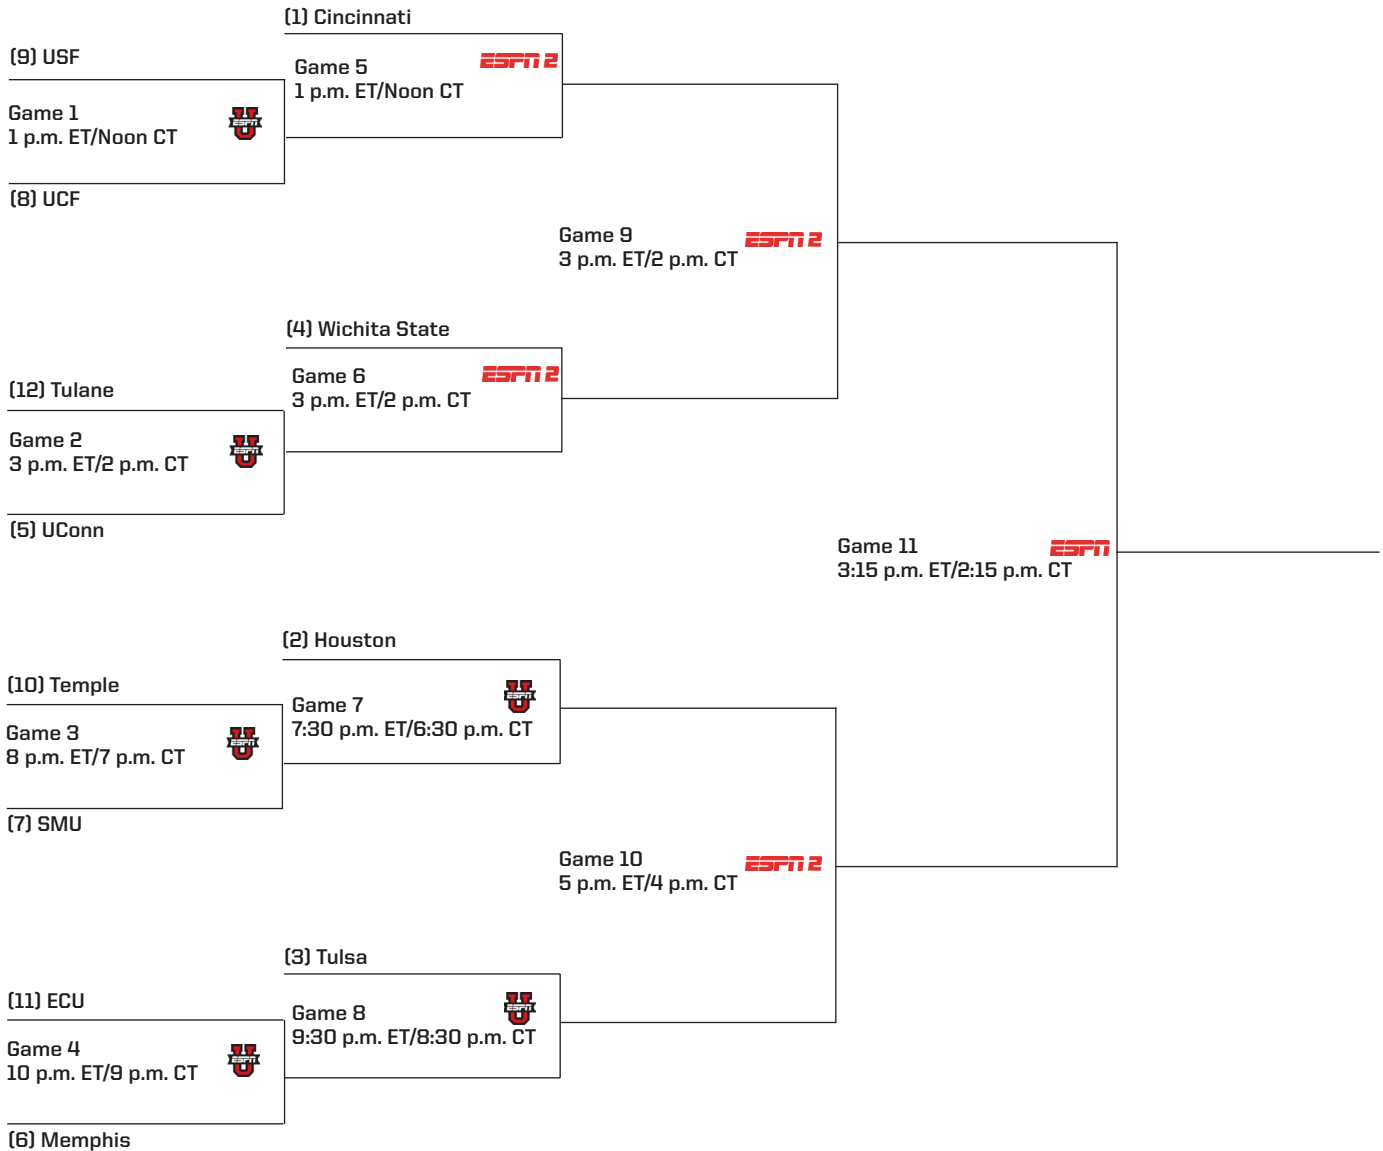 (1) Cincinnati
(9) USF
Game 5
ESPN 2
1 p.m. ET/Noon CT
Game 1
1 p.m. ET/Noon CT
U
ESPN
(8) UCF
Game 9
ESPN 2
3 p.m. ET/2 p.m. CT
(4) Wichita State
Game 6
ESPN 2
3 p.m. ET/2 p.m. CT
(12) Tulane
Game 2
3 p.m. ET/2 p.m. CT
U
ESPN
(5) UConn
Game 11
ESPN
3:15 p.m. ET/2:15 p.m. CT
(2) Houston
(10) Temple
Game 7
7:30 p.m. ET/6:30 p.m. CT
U
ESPN
Game 3
8 p.m. ET/7 p.m. CT
U
ESPN
(7) SMU
Game 10
ESPN 2
5 p.m. ET/4 p.m. CT
(3) Tulsa
(11) ECU
Game 8
9:30 p.m. ET/8:30 p.m. CT
U
ESPN
Game 4
10 p.m. ET/9 p.m. CT
U
ESPN
(6) Memphis